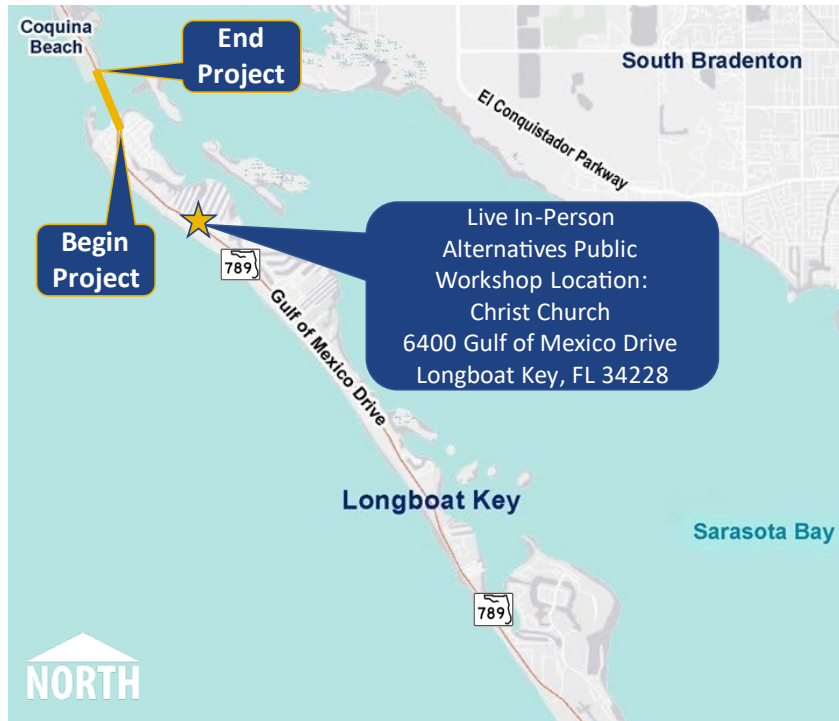 Coquina
Beach
End
Project
South Bradenton
El Conquistador Parkway
Begin
Project
Live In-Person
Alternatives Public
Workshop Location:
Christ Church
6400 Gulf of Mexico Drive
Longboat Key, FL 34228
789
Gulf of Mexico Drive
Longboat Key
Sarasota Bay
789
NORTH